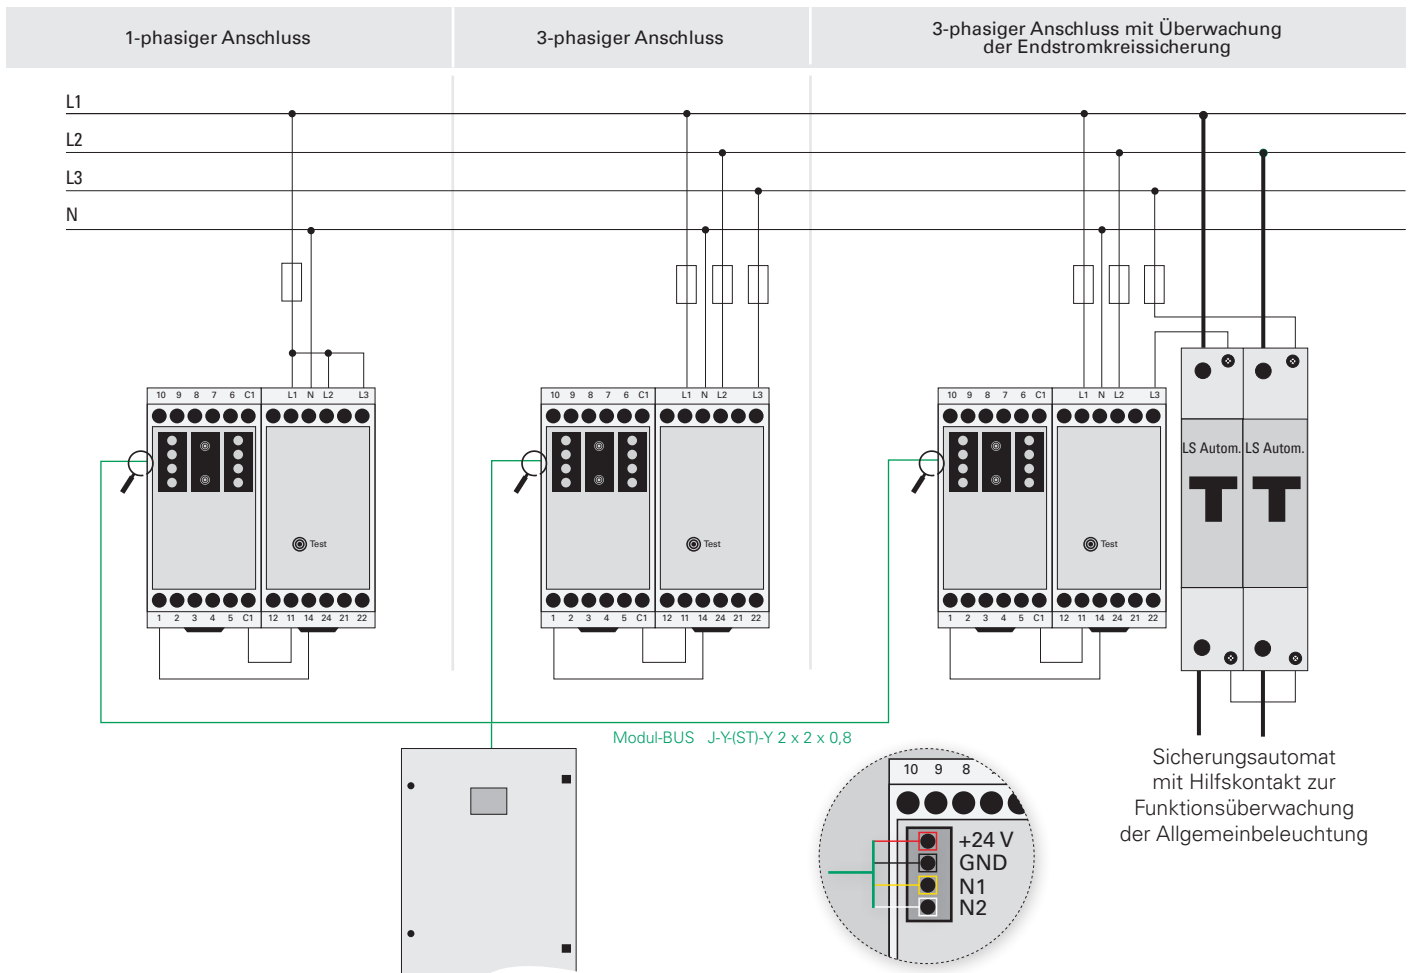 1-phasiger Anschluss
3-phasiger Anschluss
3-phasiger Anschluss mit Überwachung
der Endstromkreissicherung
L1
L2
L3
N
10 9 8 7 6 C1 L1 N L2 L3
10 9 8 7 6 C1 L1 N L2 L3
10 9 8 7 6 C1 L1 N L2 L3
LS Autom. LS Autom.
Test
Test
Test
1 2 3 4 5 C1 12 11 14 24 21 22
1 2 3 4 5 C1 12 11 14 24 21 22
1 2 3 4 5 C1 12 11 14 24 21 22
Modul-BUS J-Y-(ST)-Y 2 x 2 x 0,8
Sicherungsautomat
mit Hilfskontakt zur
Funktionsüberwachung
der Allgemeinbeleuchtung
10 9 8
+24 V
GND
N1
N2